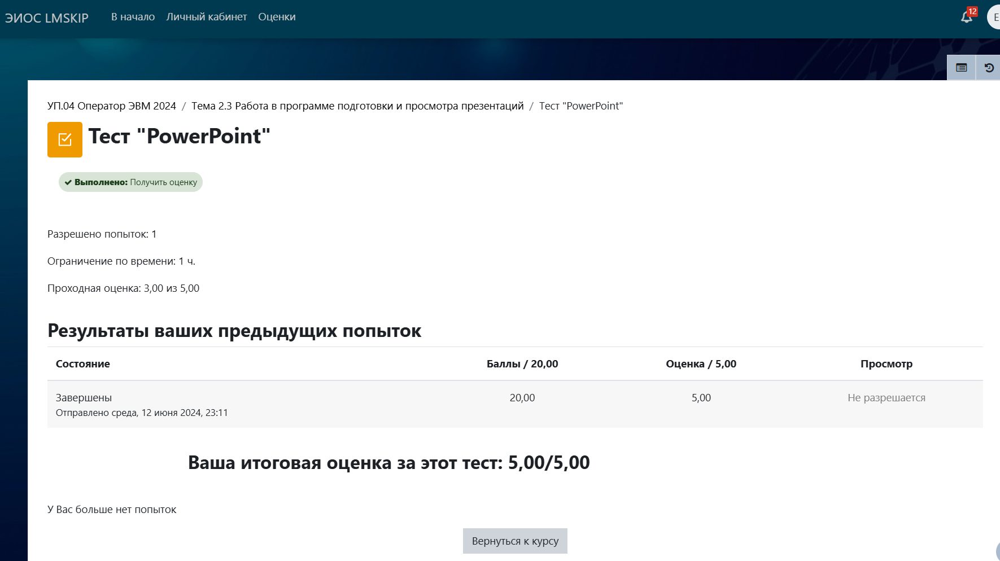 ЭИОС LMSKIP В начало Личный кабинет Оценки 12 Е
УП.04 Оператор ЭВМ 2024 / Тема 2.3 Работа в программе подготовки и просмотра презентаций / Тест "PowerPoint"
Тест "PowerPoint"
Выполнено: Получить оценку
Разрешено попыток: 1
Ограничение по времени: 1 ч.
Проходная оценка: 3,00 из 5,00
Результаты ваших предыдущих попыток
Состояние Баллы / 20,00 Оценка / 5,00 Просмотр
Завершены 20,00 5,00 Не разрешается
Отправлено среда, 12 июня 2024, 23:11
Ваша итоговая оценка за этот тест: 5,00/5,00
У Вас больше нет попыток
Вернуться к курсу